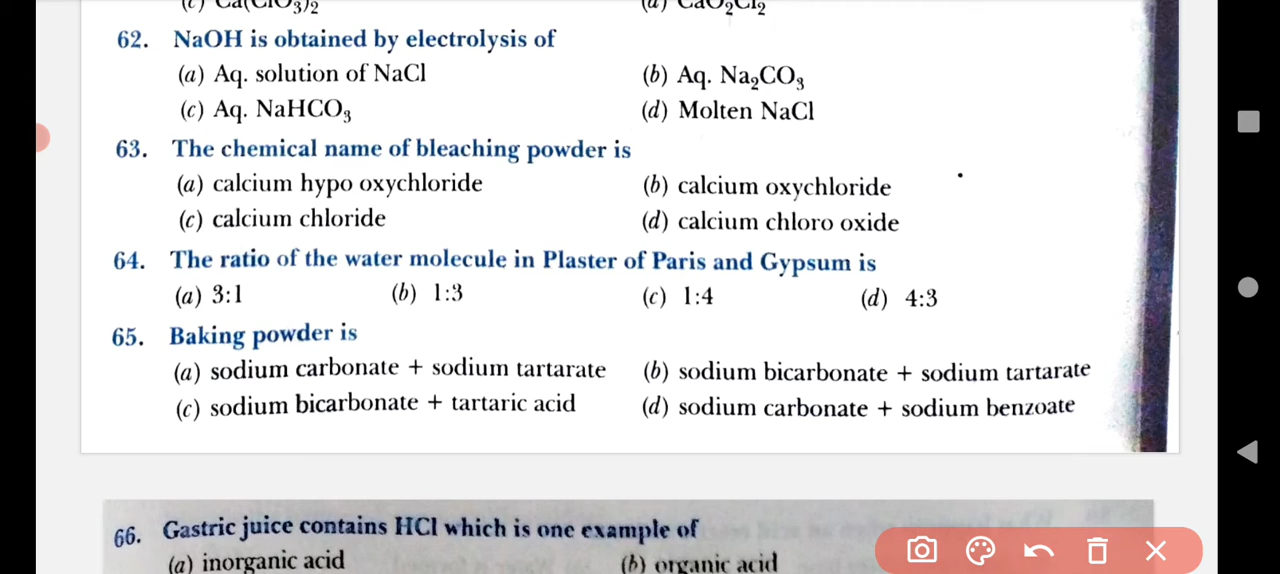 (c) Ca(ClO₃)₂ (d) CaO₂Cl₂
62. NaOH is obtained by electrolysis of
(a) Aq. solution of NaCl (b) Aq. Na₂CO₃
(c) Aq. NaHCO₃ (d) Molten NaCl
63. The chemical name of bleaching powder is
(a) calcium hypo oxychloride (b) calcium oxychloride
(c) calcium chloride (d) calcium chloro oxide
64. The ratio of the water molecule in Plaster of Paris and Gypsum is
(a) 3:1 (b) 1:3 (c) 1:4 (d) 4:3
65. Baking powder is
(a) sodium carbonate + sodium tartarate (b) sodium bicarbonate + sodium tartarate
(c) sodium bicarbonate + tartaric acid (d) sodium carbonate + sodium benzoate
66. Gastric juice contains HCl which is one example of
(a) inorganic acid (b) organic acid